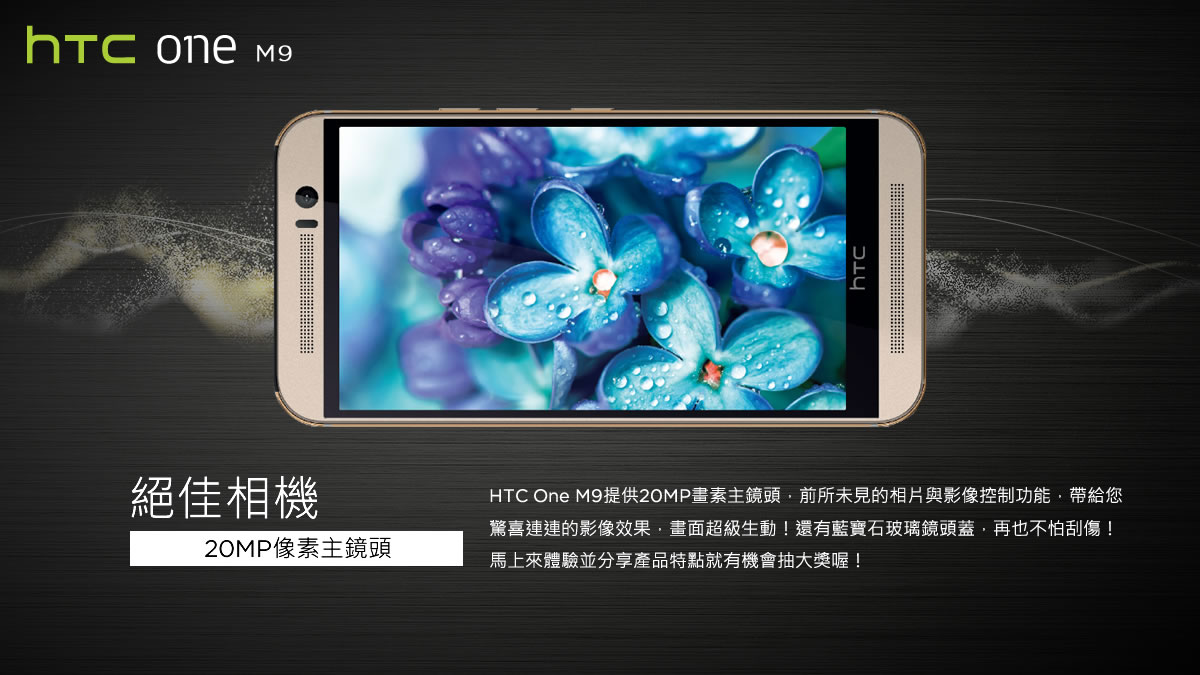 hTC one M9
hTC
絕佳相機
20MP像素主鏡頭
HTC One M9提供20MP畫素主鏡頭，前所未見的相片與影像控制功能，帶給您
驚喜連連的影像效果，畫面超級生動！還有藍寶石玻璃鏡頭蓋，再也不怕刮傷！
馬上來體驗並分享產品特點就有機會抽大獎喔！